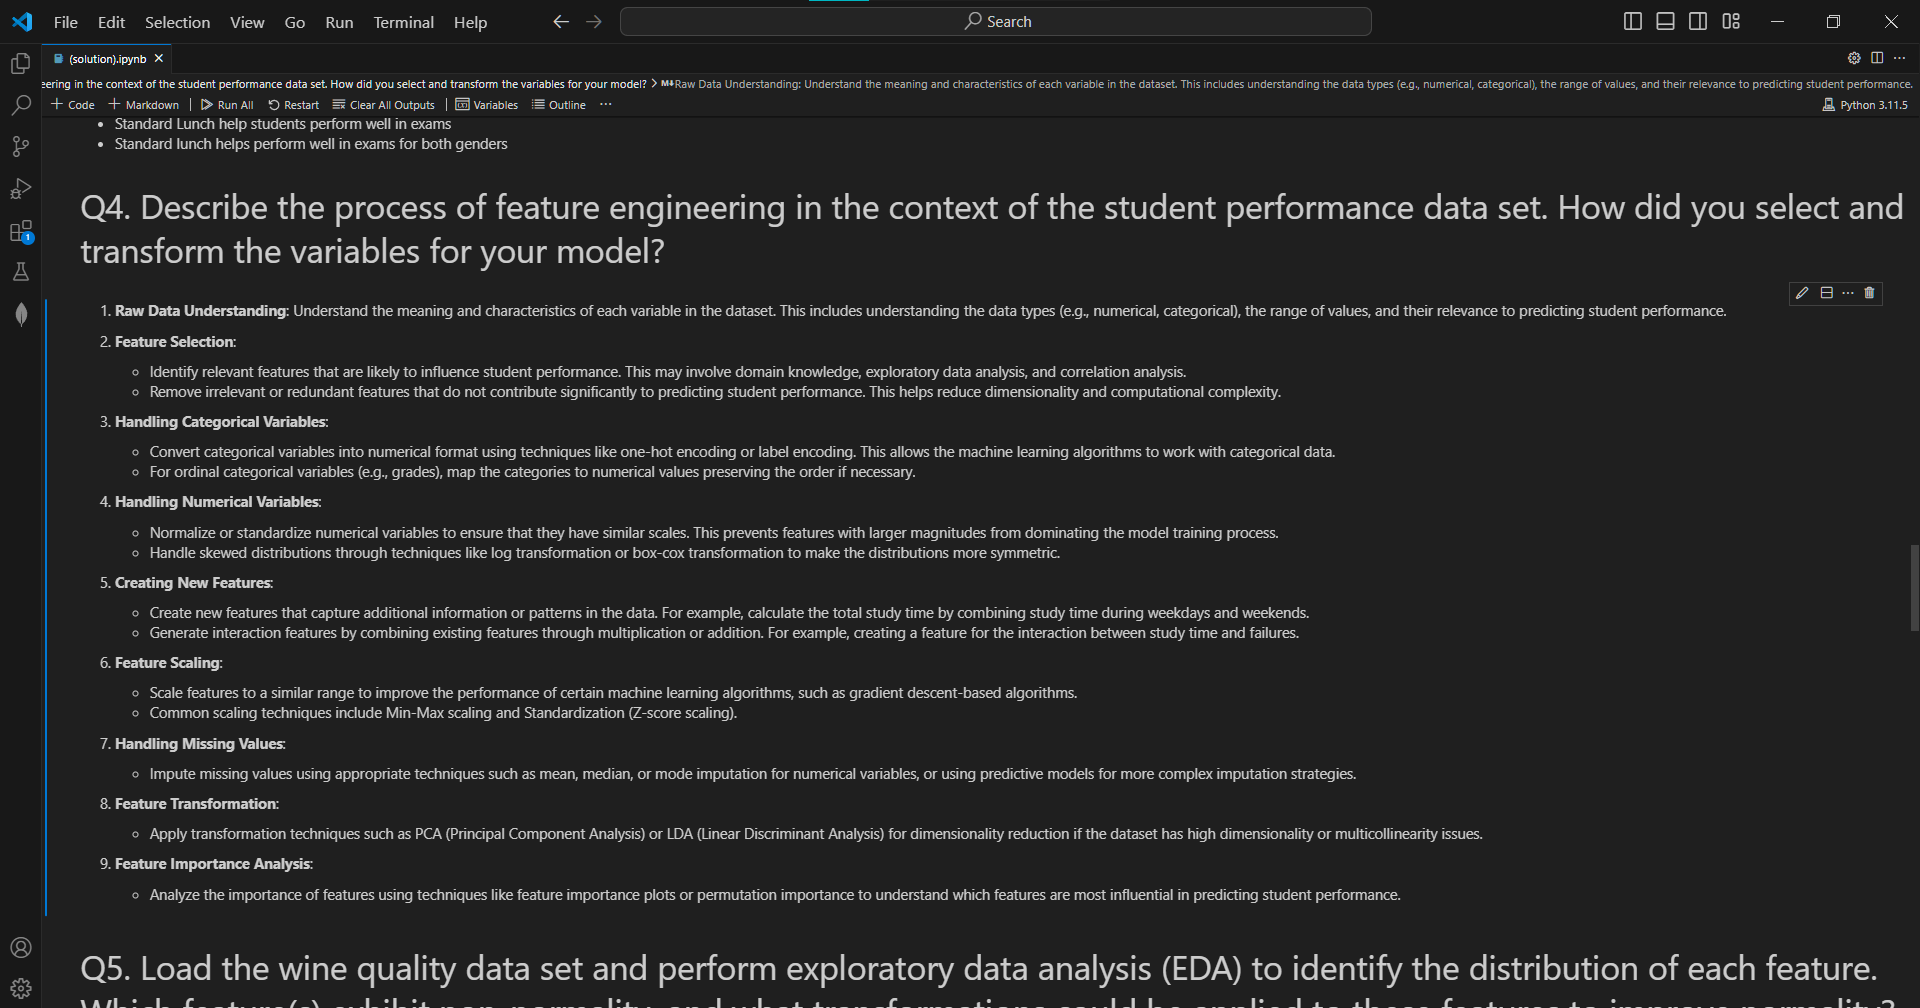 File Edit Selection View Go Run Terminal Help Search
(solution).ipynb
eering in the context of the student performance data set. How did you select and transform the variables for your model? > M↓Raw Data Understanding: Understand the meaning and characteristics of each variable in the dataset. This includes understanding the data types (e.g., numerical, categorical), the range of values, and their relevance to predicting student performance.
+ Code + Markdown | Run All Restart Clear All Outputs | Variables Outline ... Python 3.11.5
• Standard Lunch help students perform well in exams
• Standard lunch helps perform well in exams for both genders
Q4. Describe the process of feature engineering in the context of the student performance data set. How did you select and
transform the variables for your model?
1
1. Raw Data Understanding: Understand the meaning and characteristics of each variable in the dataset. This includes understanding the data types (e.g., numerical, categorical), the range of values, and their relevance to predicting student performance.
2. Feature Selection:
◦ Identify relevant features that are likely to influence student performance. This may involve domain knowledge, exploratory data analysis, and correlation analysis.
◦ Remove irrelevant or redundant features that do not contribute significantly to predicting student performance. This helps reduce dimensionality and computational complexity.
3. Handling Categorical Variables:
◦ Convert categorical variables into numerical format using techniques like one-hot encoding or label encoding. This allows the machine learning algorithms to work with categorical data.
◦ For ordinal categorical variables (e.g., grades), map the categories to numerical values preserving the order if necessary.
4. Handling Numerical Variables:
◦ Normalize or standardize numerical variables to ensure that they have similar scales. This prevents features with larger magnitudes from dominating the model training process.
◦ Handle skewed distributions through techniques like log transformation or box-cox transformation to make the distributions more symmetric.
5. Creating New Features:
◦ Create new features that capture additional information or patterns in the data. For example, calculate the total study time by combining study time during weekdays and weekends.
◦ Generate interaction features by combining existing features through multiplication or addition. For example, creating a feature for the interaction between study time and failures.
6. Feature Scaling:
◦ Scale features to a similar range to improve the performance of certain machine learning algorithms, such as gradient descent-based algorithms.
◦ Common scaling techniques include Min-Max scaling and Standardization (Z-score scaling).
7. Handling Missing Values:
◦ Impute missing values using appropriate techniques such as mean, median, or mode imputation for numerical variables, or using predictive models for more complex imputation strategies.
8. Feature Transformation:
◦ Apply transformation techniques such as PCA (Principal Component Analysis) or LDA (Linear Discriminant Analysis) for dimensionality reduction if the dataset has high dimensionality or multicollinearity issues.
9. Feature Importance Analysis:
◦ Analyze the importance of features using techniques like feature importance plots or permutation importance to understand which features are most influential in predicting student performance.
Q5. Load the wine quality data set and perform exploratory data analysis (EDA) to identify the distribution of each feature.
Which feature(s) exhibit non-normality, and what transformations could be applied to these features to improve normality?